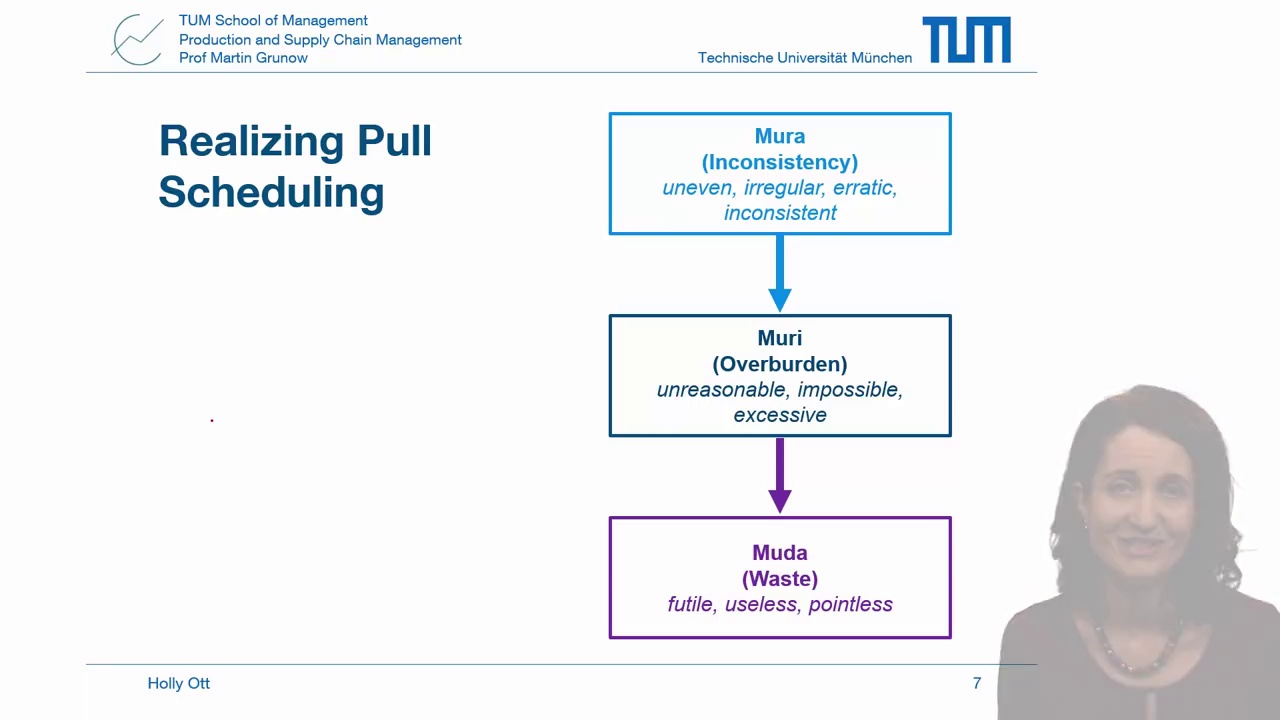 TUM School of Management
Production and Supply Chain Management
Prof Martin Grunow
Technische Universität München
TUM
Realizing Pull
Scheduling
Mura
(Inconsistency)
uneven, irregular, erratic,
inconsistent
Muri
(Overburden)
unreasonable, impossible,
excessive
Muda
(Waste)
futile, useless, pointless
Holly Ott
7